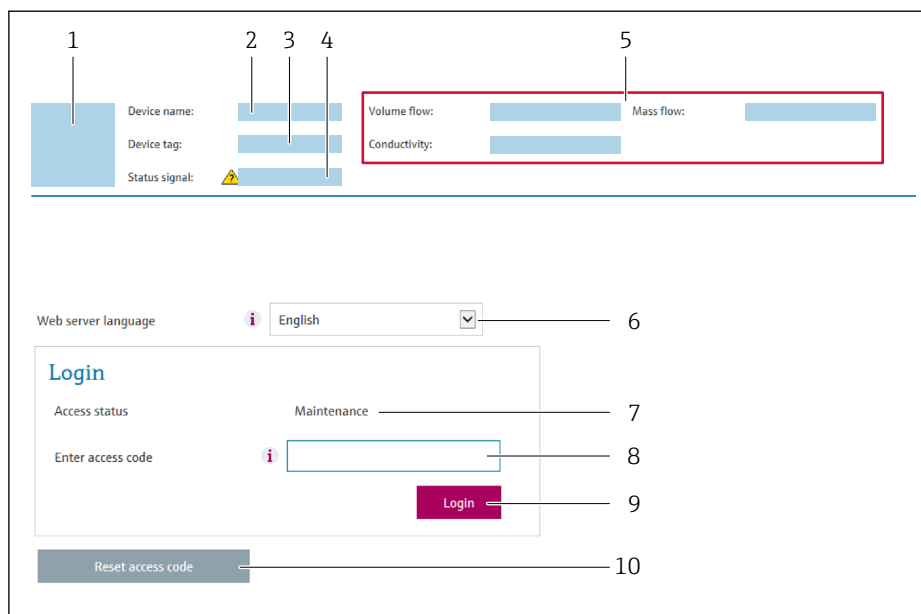 1 2 3 4 5
Device name: Volume flow: Mass flow:
Device tag: Conductivity:
Status signal: ?
Web server language i English 6
Login
Access status Maintenance 7
Enter access code i 8
Login 9
Reset access code 10